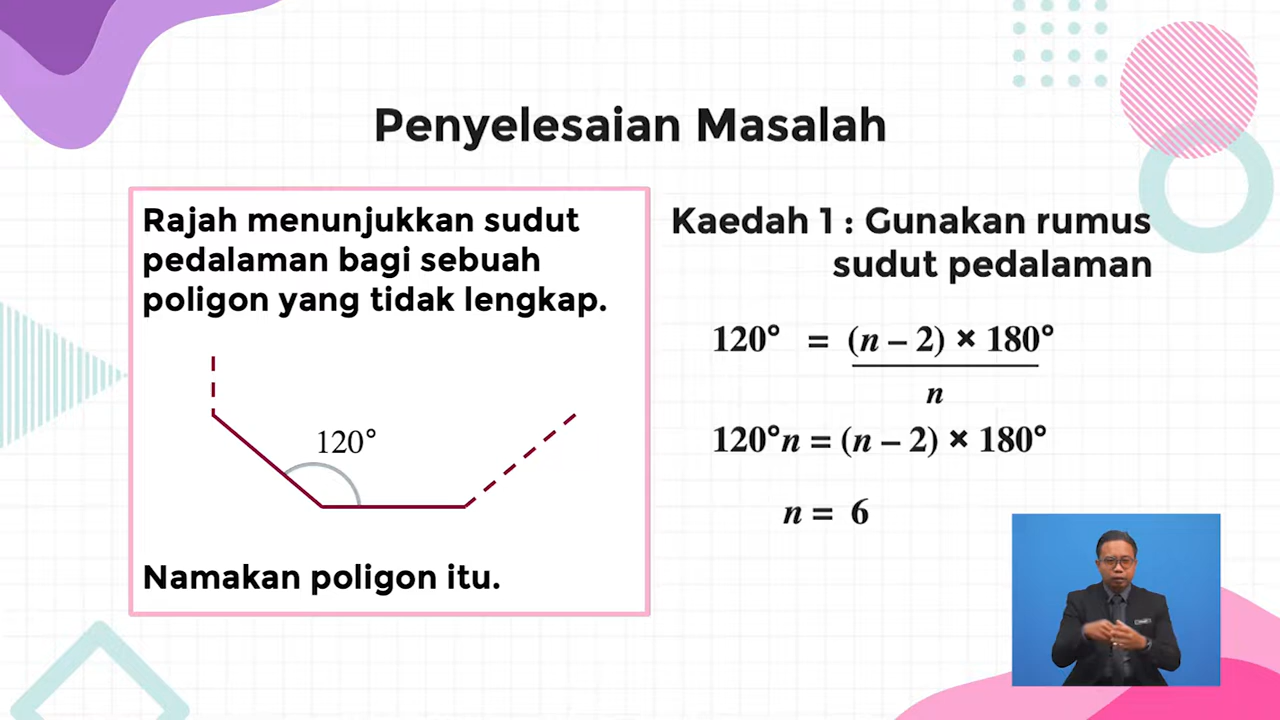 Penyelesaian Masalah
Rajah menunjukkan sudut
pedalaman bagi sebuah
poligon yang tidak lengkap.
120°
Namakan poligon itu.
Kaedah 1 : Gunakan rumus
sudut pedalaman
120° = (n – 2) × 180°
n
120°n = (n – 2) × 180°
n = 6